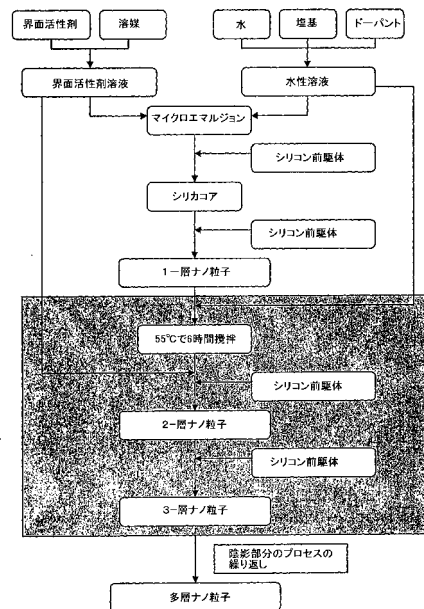 界面活性剤
溶媒
水
塩基
ドーパント
界面活性剤溶液
水性溶液
マイクロエマルジョン
シリコン前駆体
シリカコア
シリコン前駆体
1－層ナノ粒子
55℃で6時間攪拌
シリコン前駆体
2－層ナノ粒子
シリコン前駆体
3－層ナノ粒子
陰影部分のプロセスの
繰り返し
多層ナノ粒子